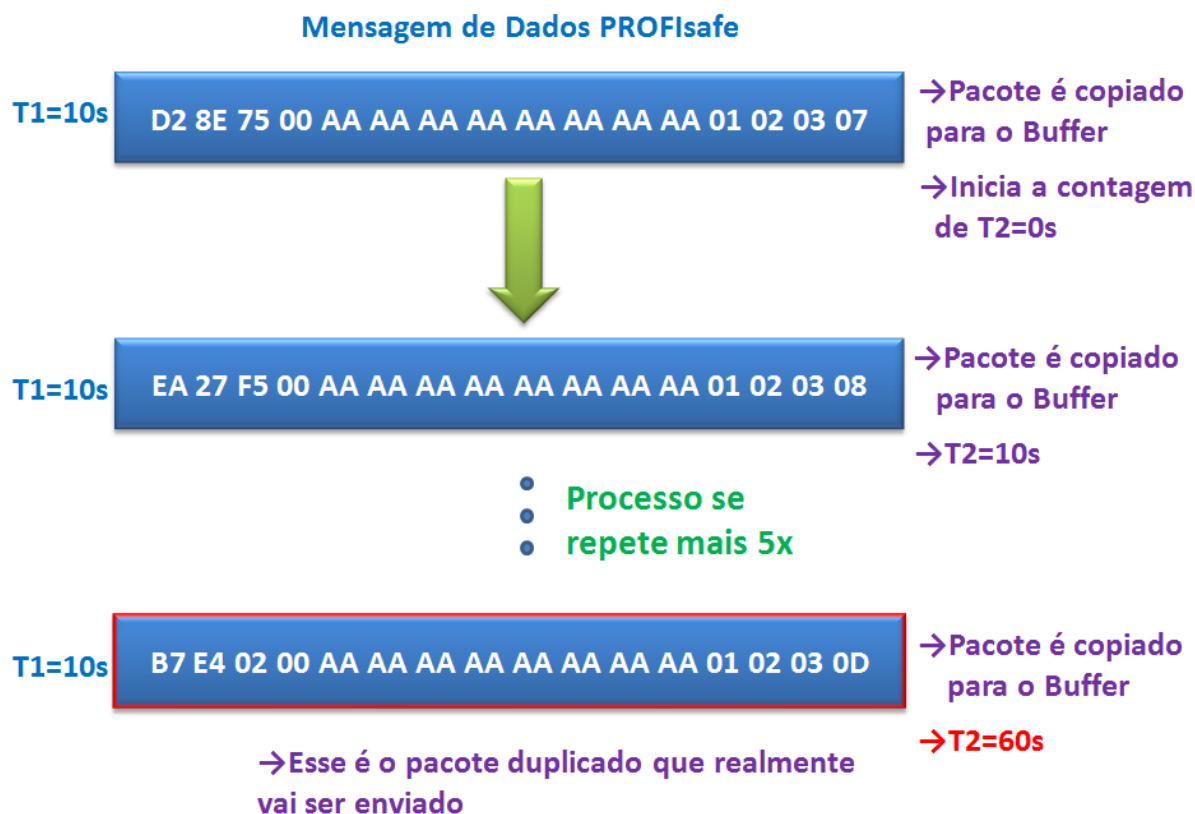 Mensagem de Dados PROFIsafe
T1=10s
D2 8E 75 00 AA AA AA AA AA AA AA AA 01 02 03 07
→Pacote é copiado
para o Buffer
→Inicia a contagem
de T2=0s
T1=10s
EA 27 F5 00 AA AA AA AA AA AA AA AA 01 02 03 08
→Pacote é copiado
para o Buffer
→T2=10s
Processo se
repete mais 5x
T1=10s
B7 E4 02 00 AA AA AA AA AA AA AA AA 01 02 03 0D
→Pacote é copiado
para o Buffer
→T2=60s
→Esse é o pacote duplicado que realmente
vai ser enviado